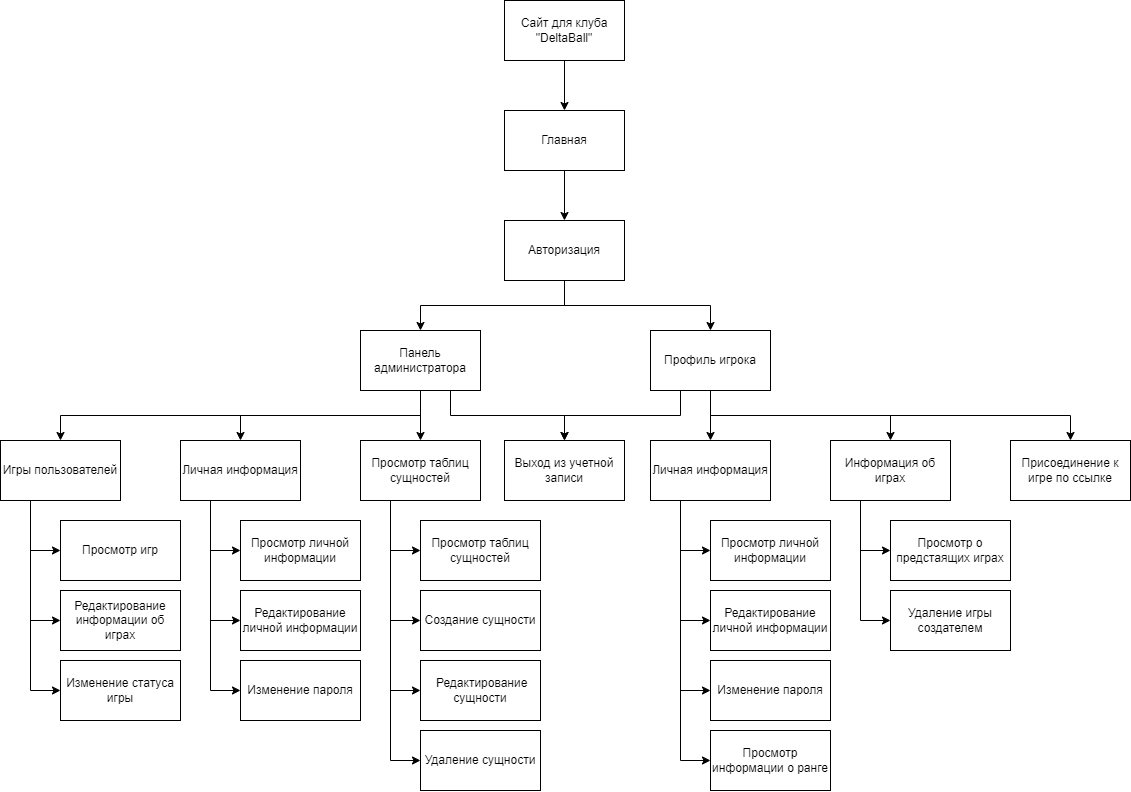 Сайт для клуба
"DeltaBall"
Главная
Авторизация
Панель
администратора
Профиль игрока
Игры пользователей
Личная информация
Просмотр таблиц
сущностей
Выход из учетной
записи
Личная информация
Информация об
играх
Присоединение к
игре по ссылке
Просмотр игр
Редактирование
информации об
играх
Изменение статуса
игры
Просмотр личной
информации
Редактирование
личной информации
Изменение пароля
Просмотр таблиц
сущностей
Создание сущности
Редактирование
сущности
Удаление сущности
Просмотр личной
информации
Редактирование
личной информации
Изменение пароля
Просмотр
информации о ранге
Просмотр о
предстаящих играх
Удаление игры
создателем